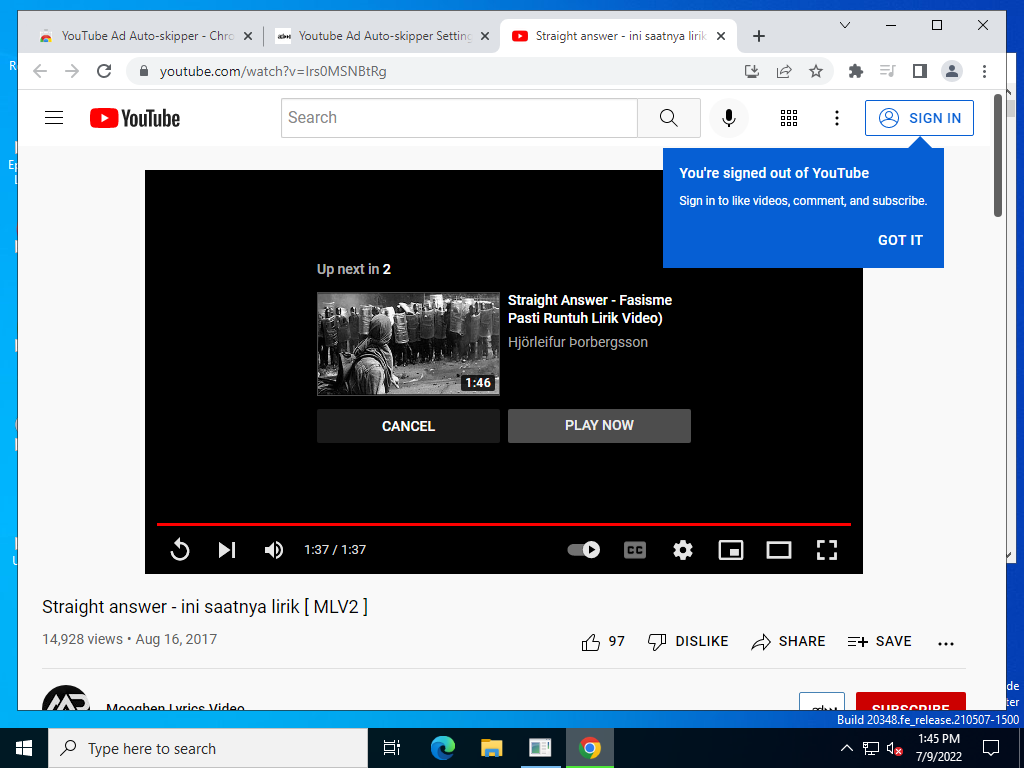 YouTube Ad Auto-skipper - Chro
Youtube Ad Auto-skipper Setting
Straight answer - ini saatnya lirik
youtube.com/watch?v=Irs0MSNBtRg
YouTube
Search
SIGN IN
You're signed out of YouTube
Sign in to like videos, comment, and subscribe.
GOT IT
Up next in 2
Straight Answer - Fasisme
Pasti Runtuh Lirik Video)
Hjörleifur Þorbergsson
1:46
CANCEL
PLAY NOW
1:37 / 1:37
CC
Straight answer - ini saatnya lirik [ MLV2 ]
14,928 views • Aug 16, 2017
97
DISLIKE
SHARE
SAVE
Mooghen Lyrics Video
SUBSCRIBE
Build 20348.fe_release.210507-1500
Type here to search
1:45 PM
7/9/2022